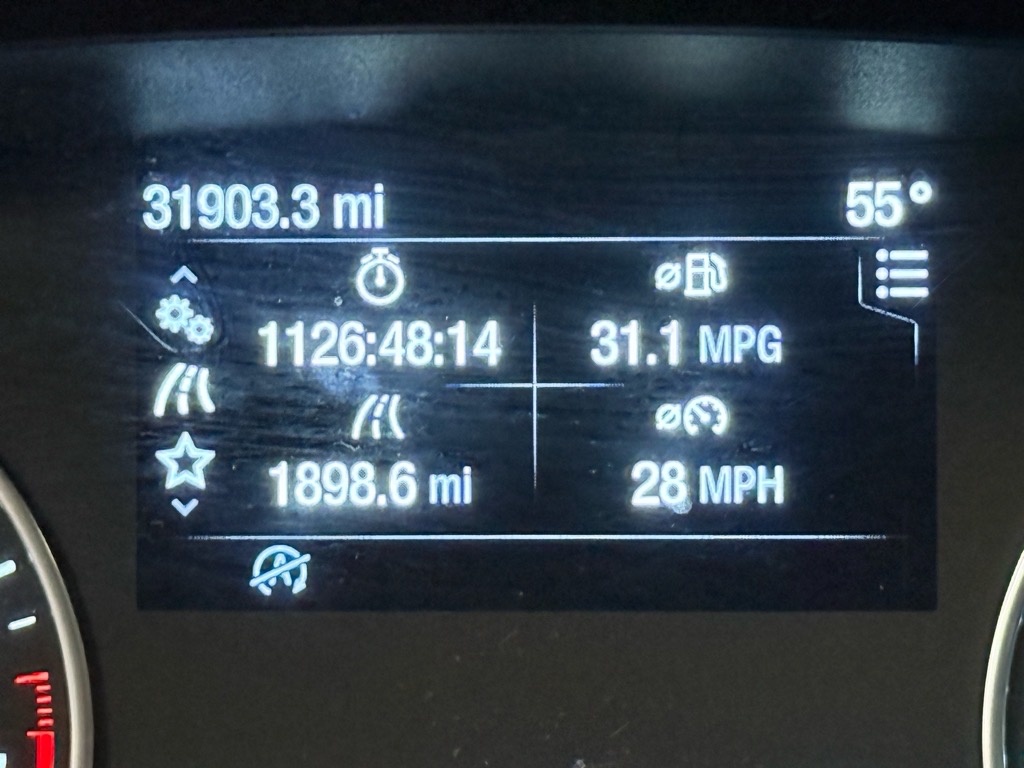 31903.3 mi 55°
1126:48:14 31.1 MPG
1898.6 mi 28 MPH
A